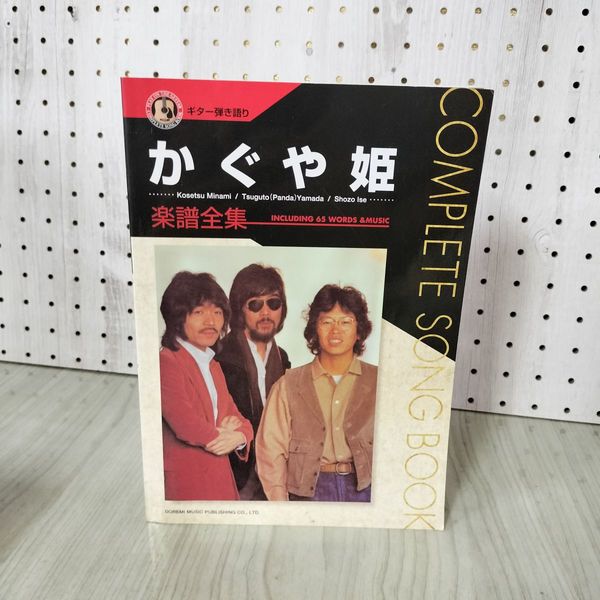 ギター弾き語り
かぐや姫
Kosetsu Minami / Tsuguto(Panda)Yamada / Shozo Ise
楽譜全集
INCLUDING 65 WORDS &MUSIC
COMPLETE SONG BOOK
DOREMI MUSIC PUBLISHING CO., LTD.